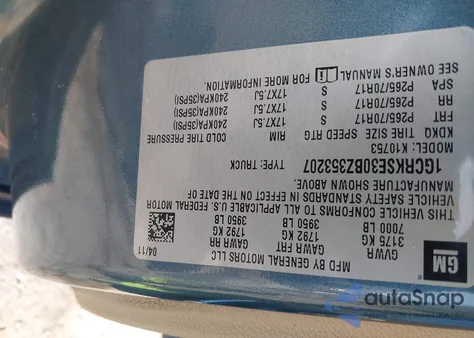 GM
MFD BY GENERAL MOTORS LLC
04/11
GVWR GAWR FRT GAWR RR
3175 KG 1792 KG 1792 KG
7000 LB 3950 LB 3950 LB
THIS VEHICLE CONFORMS TO ALL APPLICABLE U.S. FEDERAL MOTOR
VEHICLE SAFETY STANDARDS IN EFFECT ON THE DATE OF
MANUFACTURE SHOWN ABOVE.
1GCRKSE30BZ353207 TYPE: TRUCK
MODEL: K10753
KDKQ TIRE SIZE SPEED RTG RIM COLD TIRE PRESSURE
FRT P265/70R17 S 17X7.5J 240KPA(35PSI)
RR P265/70R17 S 17X7.5J 240KPA(35PSI)
SPA P265/70R17 S 17X7.5J 240KPA(35PSI)
SEE OWNER'S MANUAL FOR MORE INFORMATION.
autoSnap